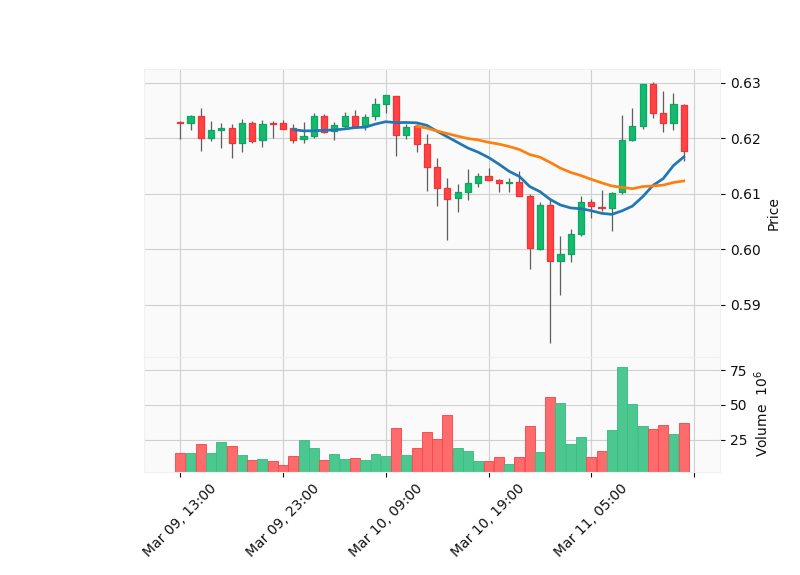 0.63
0.62
0.61
0.60
0.59
Price
75
50
25
Volume 10⁶
Mar 09, 13:00
Mar 09, 23:00
Mar 10, 09:00
Mar 10, 19:00
Mar 11, 05:00